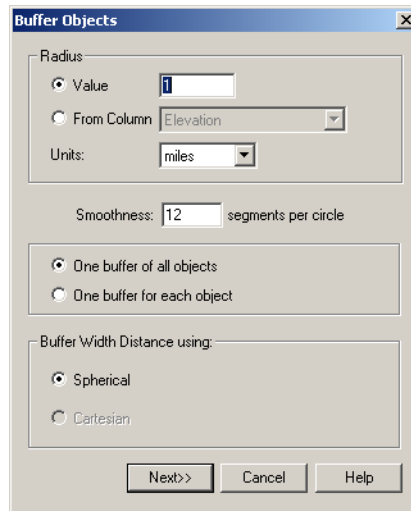 Buffer Objects
Radius
Value 1
From Column Elevation
Units: miles
Smoothness: 12 segments per circle
One buffer of all objects
One buffer for each object
Buffer Width Distance using:
Spherical
Cartesian
Next>> Cancel Help